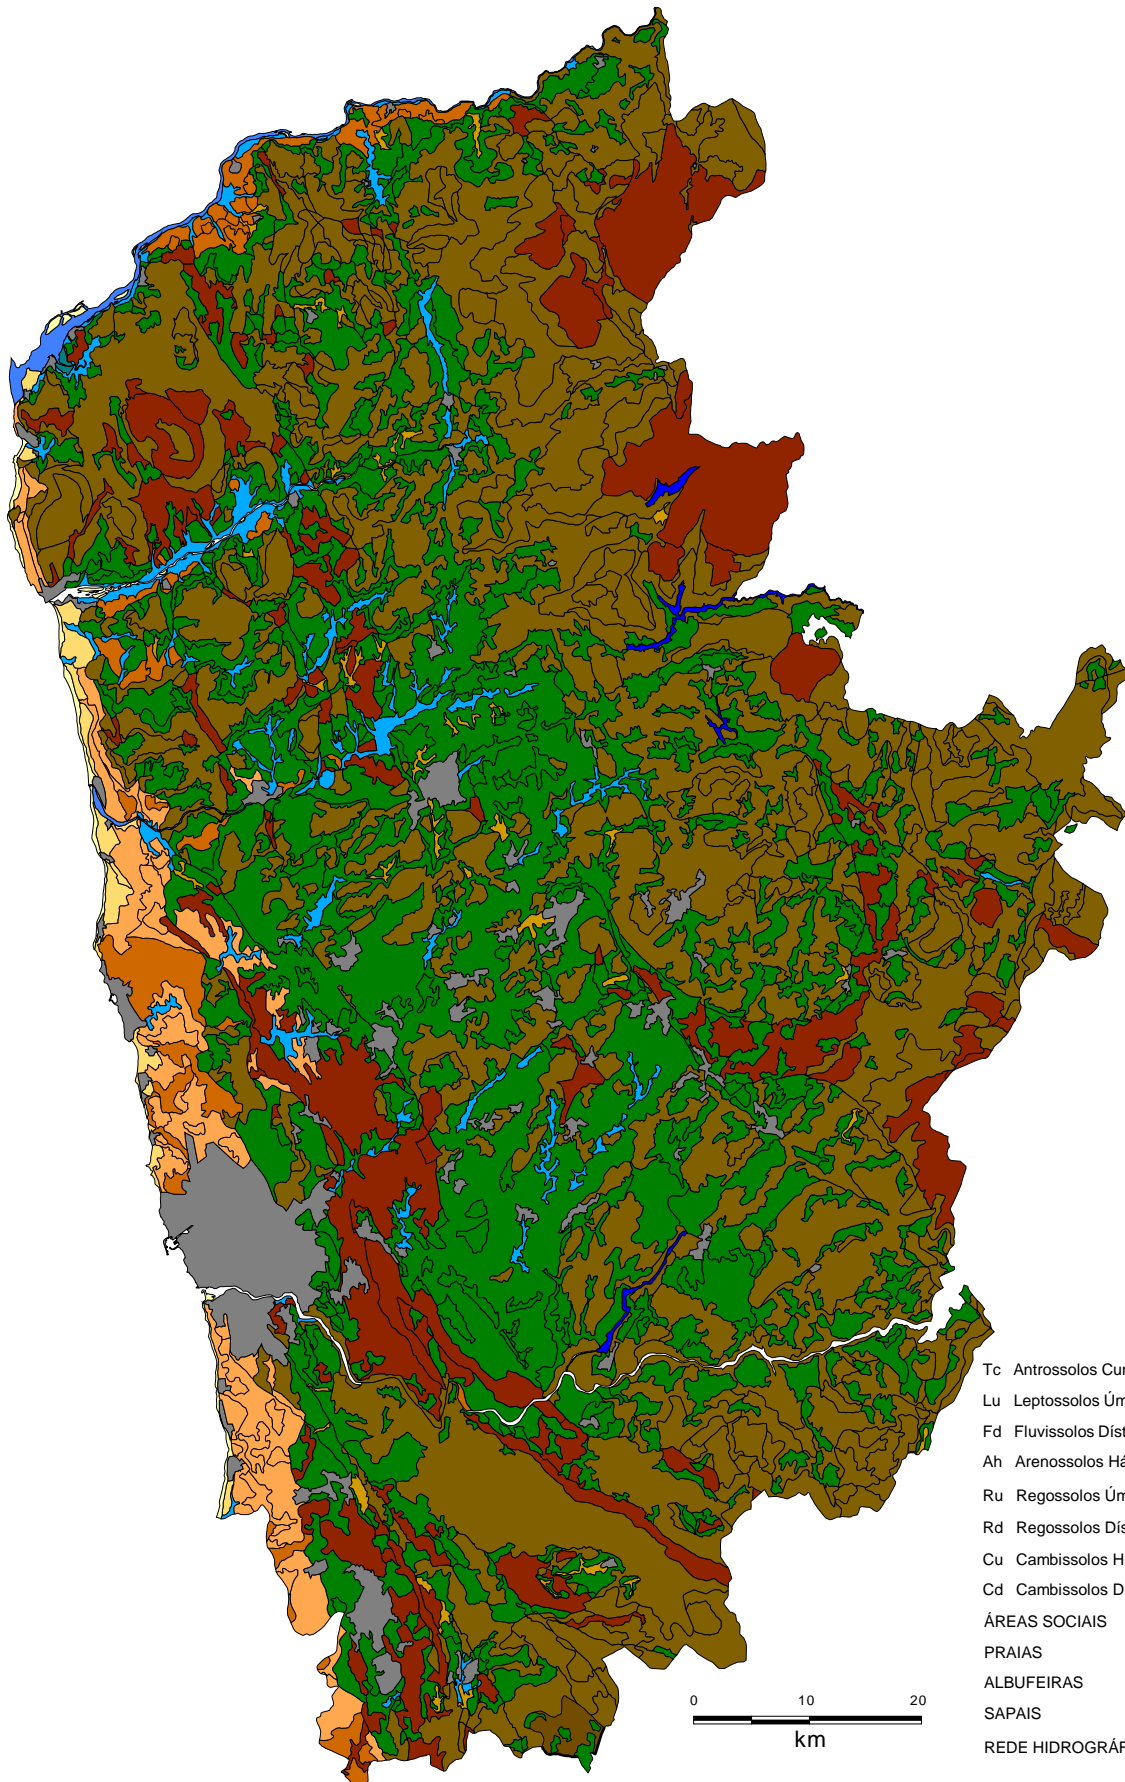 Tc Antrossolos Cu
Lu Leptossolos Úm
Fd Fluvissolos Díst
Ah Arenossolos Há
Ru Regossolos Úm
Rd Regossolos Dís
Cu Cambissolos H
Cd Cambissolos D
ÁREAS SOCIAIS
PRAIAS
ALBUFEIRAS
SAPAIS
REDE HIDROGRÁF
0 10 20
km